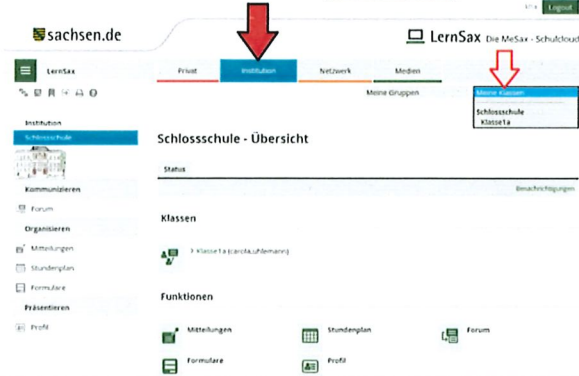 Logout
sachsen.de
LernSax Die MeSax - Schulcloud
LernSax
Privat Institution Netzwerk Medien
Meine Gruppen
Meine Klassen
Schlossschule
Klasse1a
Institution
Schlossschule
Schlossschule - Übersicht
Status
Benachrichtigungen
Kommunizieren
Forum
Organisieren
Mitteilungen
Stundenplan
Formulare
Präsentieren
Profil
Klassen
Klasse1a (carola.uhlemann)
Funktionen
Mitteilungen Stundenplan Forum
Formulare Profil